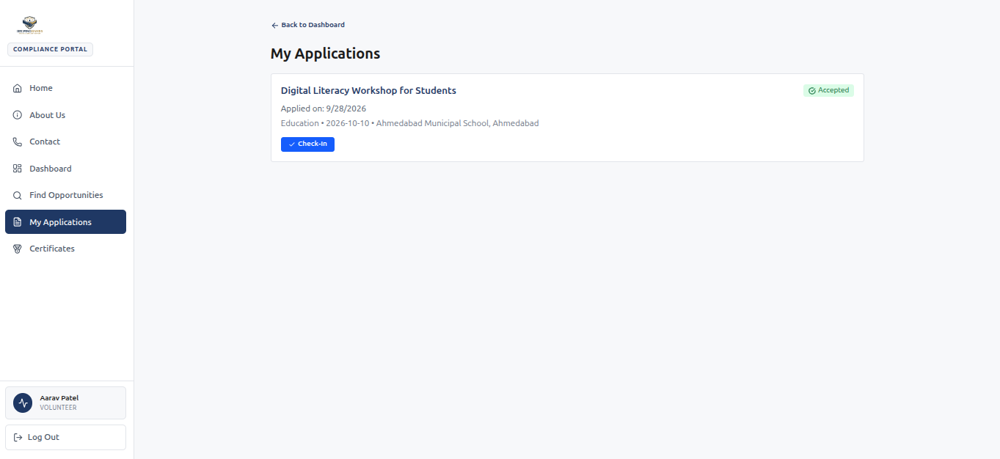 HELPINGHANDS
COMPLIANCE PORTAL
Home
About Us
Contact
Dashboard
Find Opportunities
My Applications
Certificates
Aarav Patel
VOLUNTEER
Log Out
Back to Dashboard
My Applications
Digital Literacy Workshop for Students
Accepted
Applied on: 9/28/2026
Education • 2026-10-10 • Ahmedabad Municipal School, Ahmedabad
Check-In